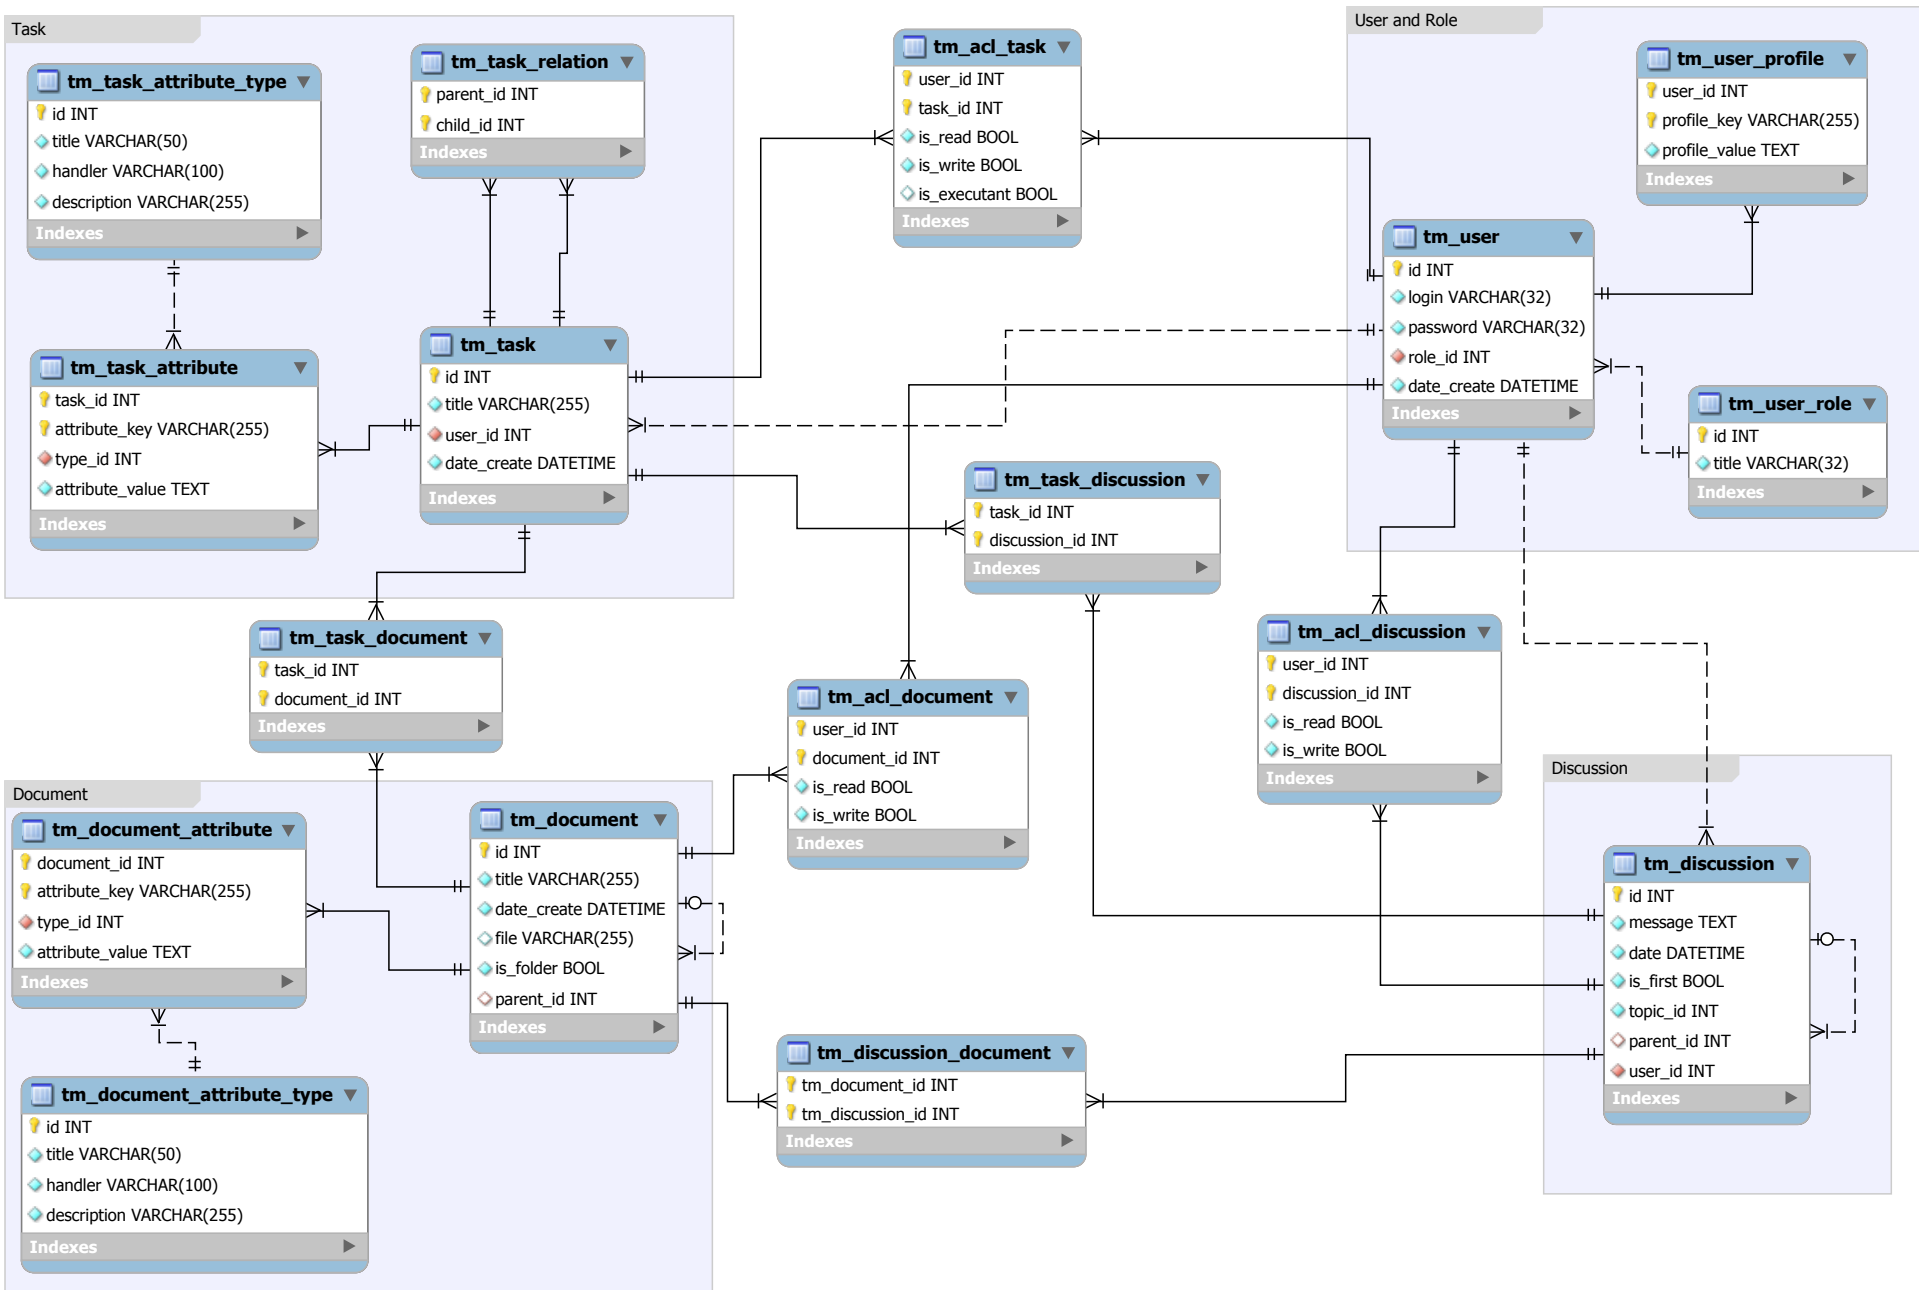 Task
tm_task_attribute_type
id INT
title VARCHAR(50)
handler VARCHAR(100)
description VARCHAR(255)
Indexes
tm_task_relation
parent_id INT
child_id INT
Indexes
tm_task_attribute
task_id INT
attribute_key VARCHAR(255)
type_id INT
attribute_value TEXT
Indexes
tm_task
id INT
title VARCHAR(255)
user_id INT
date_create DATETIME
Indexes
tm_acl_task
user_id INT
task_id INT
is_read BOOL
is_write BOOL
is_executant BOOL
Indexes
User and Role
tm_user_profile
user_id INT
profile_key VARCHAR(255)
profile_value TEXT
Indexes
tm_user
id INT
login VARCHAR(32)
password VARCHAR(32)
role_id INT
date_create DATETIME
Indexes
tm_user_role
id INT
title VARCHAR(32)
Indexes
tm_task_discussion
task_id INT
discussion_id INT
Indexes
tm_task_document
task_id INT
document_id INT
Indexes
tm_acl_document
user_id INT
document_id INT
is_read BOOL
is_write BOOL
Indexes
tm_acl_discussion
user_id INT
discussion_id INT
is_read BOOL
is_write BOOL
Indexes
Document
tm_document_attribute
document_id INT
attribute_key VARCHAR(255)
type_id INT
attribute_value TEXT
Indexes
tm_document
id INT
title VARCHAR(255)
date_create DATETIME
file VARCHAR(255)
is_folder BOOL
parent_id INT
Indexes
tm_document_attribute_type
id INT
title VARCHAR(50)
handler VARCHAR(100)
description VARCHAR(255)
Indexes
tm_discussion_document
tm_document_id INT
tm_discussion_id INT
Indexes
Discussion
tm_discussion
id INT
message TEXT
date DATETIME
is_first BOOL
topic_id INT
parent_id INT
user_id INT
Indexes